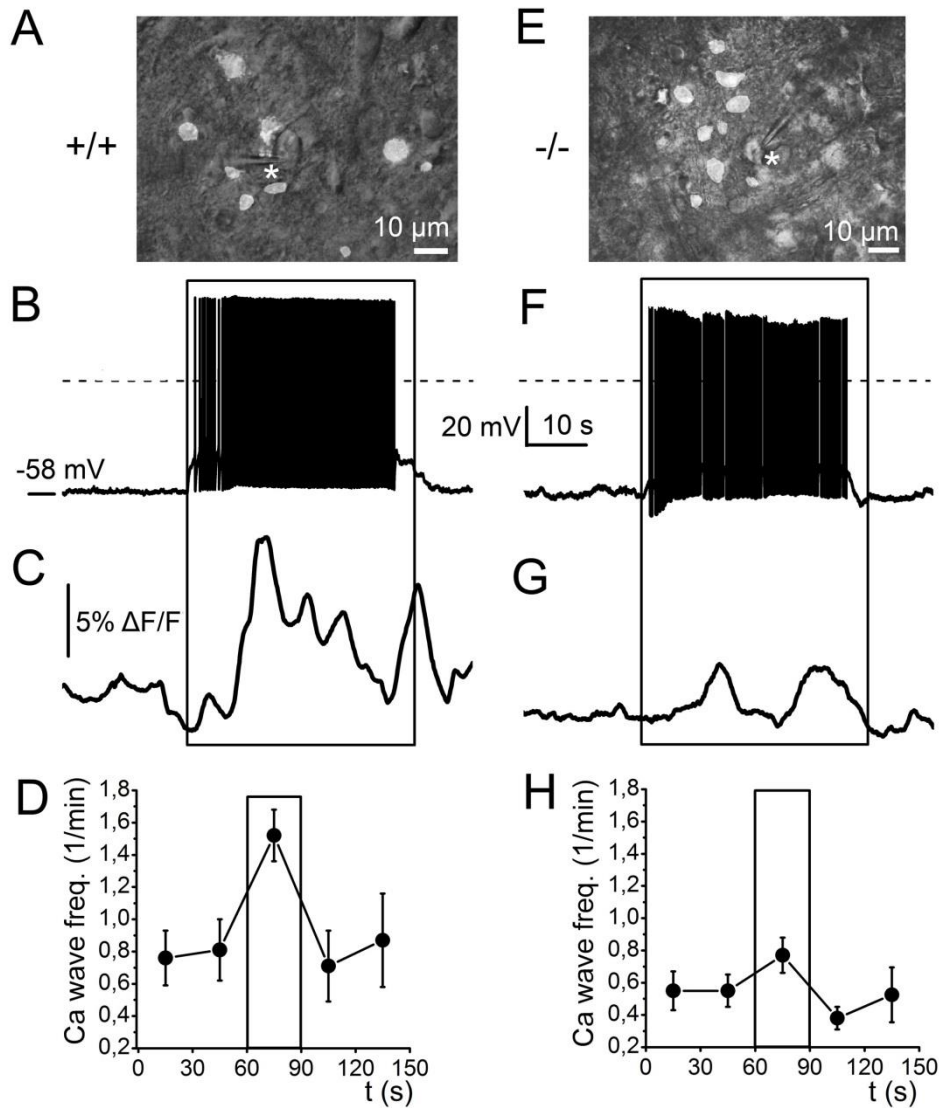 A
+/+
*
10 µm
E
-/-
*
10 µm
B
-58 mV
F
20 mV
10 s
C
5% ΔF/F
G
D
Ca wave freq. (1/min)
1,8
1,6
1,4
1,2
1,0
0,8
0,6
0,4
0,2
0 30 60 90 120 150
t (s)
H
Ca wave freq. (1/min)
1,8
1,6
1,4
1,2
1,0
0,8
0,6
0,4
0,2
0 30 60 90 120 150
t (s)